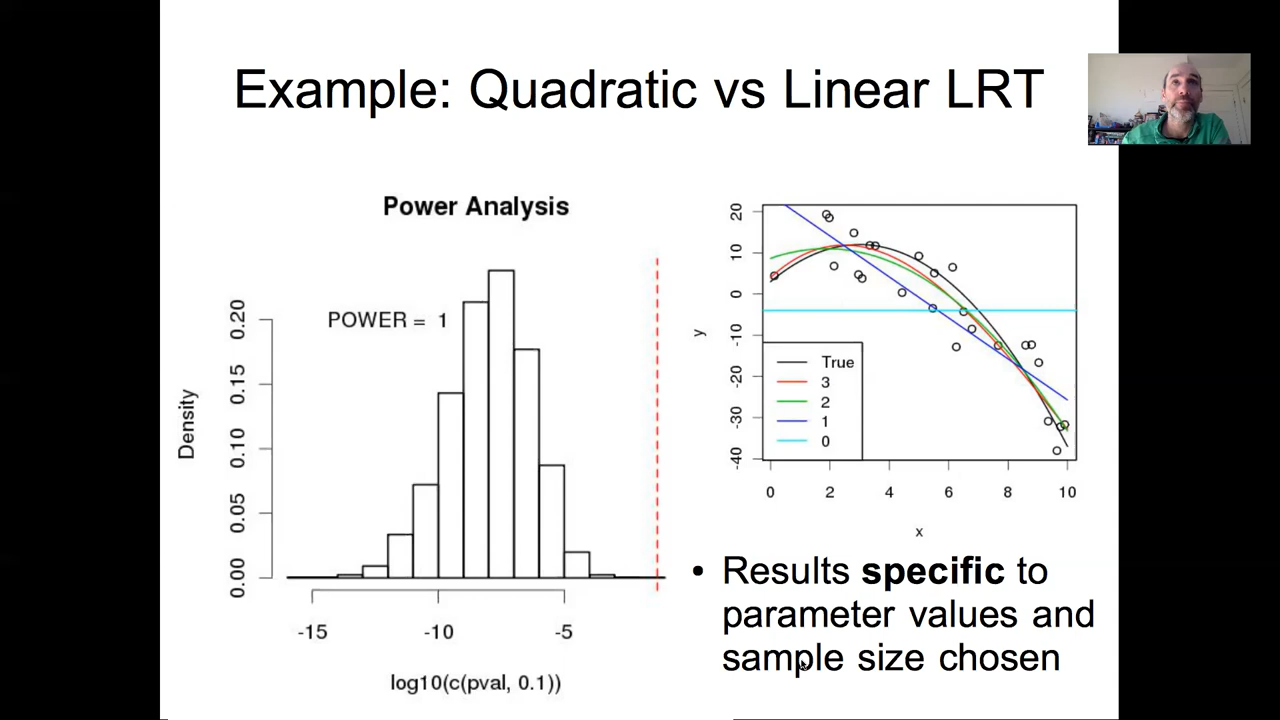 Example: Quadratic vs Linear LRT
Power Analysis
POWER = 1
Density
0.00 0.05 0.10 0.15 0.20
-15 -10 -5
log10(c(pval, 0.1))
y
-40 -30 -20 -10 0 10 20
True
3
2
1
0
0 2 4 6 8 10
x
• Results specific to
parameter values and
sample size chosen